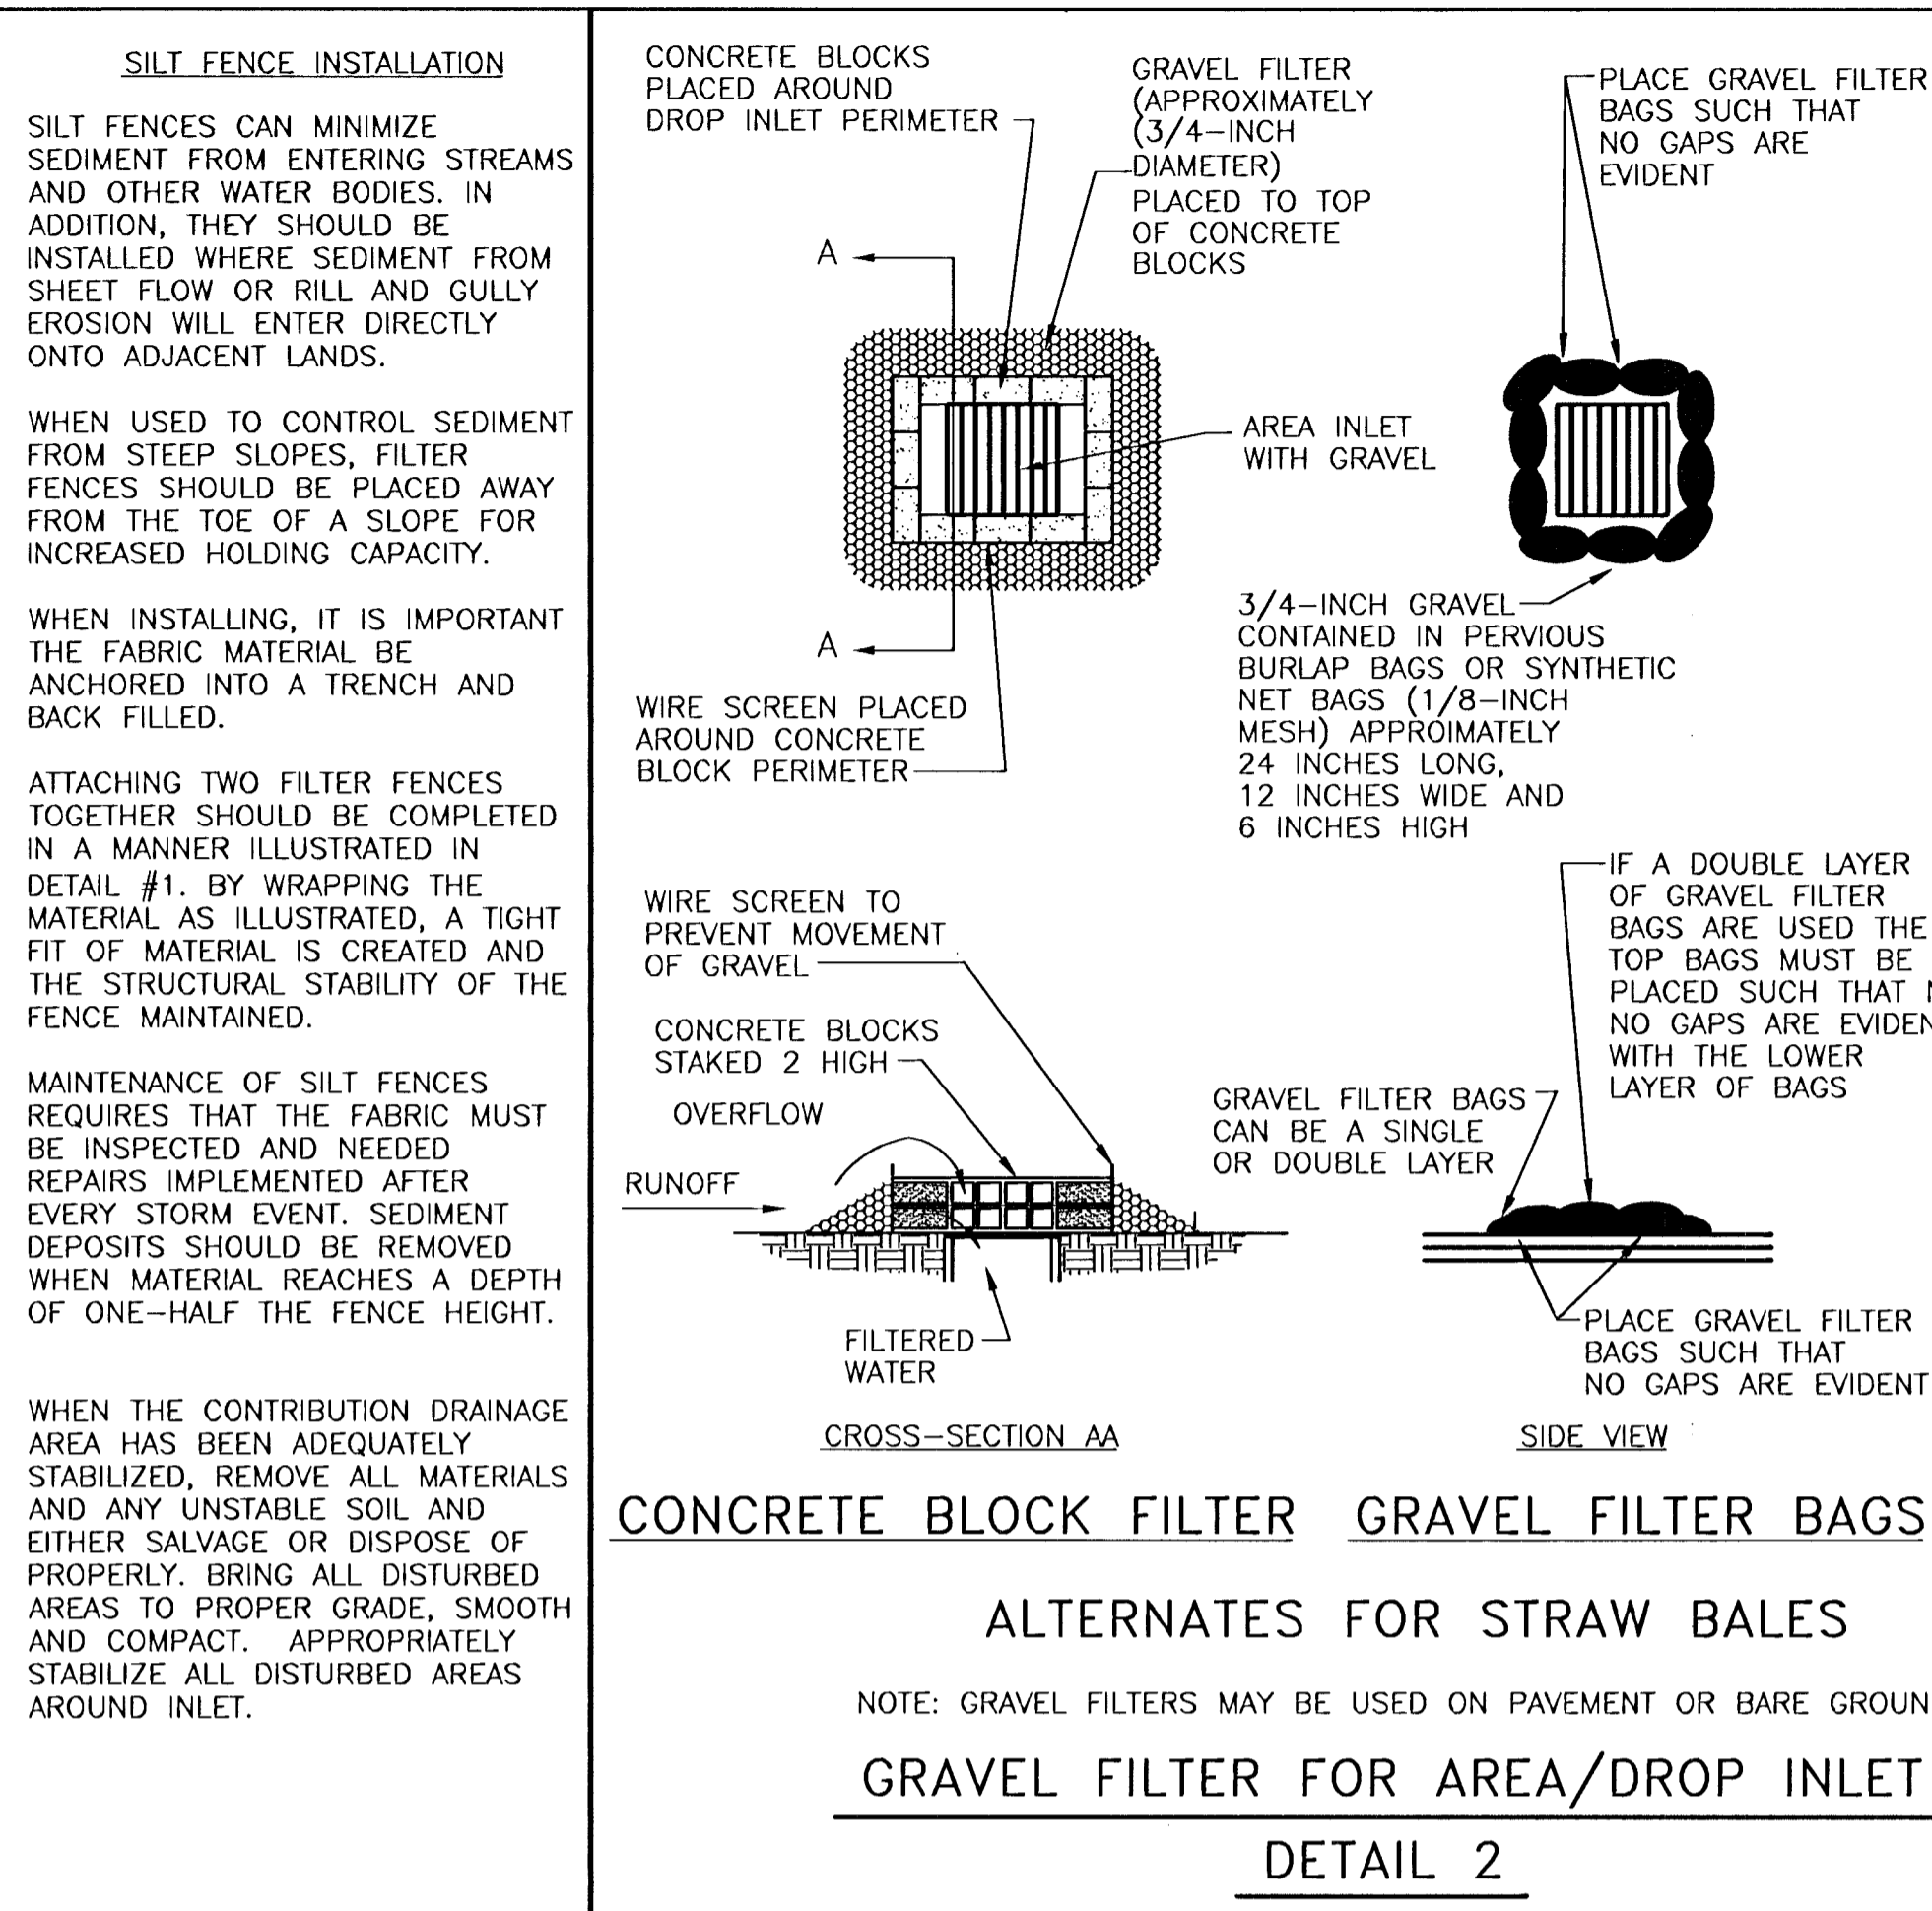 SILT FENCE INSTALLATION
SILT FENCES CAN MINIMIZE
SEDIMENT FROM ENTERING STREAMS
AND OTHER WATER BODIES. IN
ADDITION, THEY SHOULD BE
INSTALLED WHERE SEDIMENT FROM
SHEET FLOW OR RILL AND GULLY
EROSION WILL ENTER DIRECTLY
ONTO ADJACENT LANDS.
WHEN USED TO CONTROL SEDIMENT
FROM STEEP SLOPES, FILTER
FENCES SHOULD BE PLACED AWAY
FROM THE TOE OF A SLOPE FOR
INCREASED HOLDING CAPACITY.
WHEN INSTALLING, IT IS IMPORTANT
THE FABRIC MATERIAL BE
ANCHORED INTO A TRENCH AND
BACK FILLED.
ATTACHING TWO FILTER FENCES
TOGETHER SHOULD BE COMPLETED
IN A MANNER ILLUSTRATED IN
DETAIL #1. BY WRAPPING THE
MATERIAL AS ILLUSTRATED, A TIGHT
FIT OF MATERIAL IS CREATED AND
THE STRUCTURAL STABILITY OF THE
FENCE MAINTAINED.
MAINTENANCE OF SILT FENCES
REQUIRES THAT THE FABRIC MUST
BE INSPECTED AND NEEDED
REPAIRS IMPLEMENTED AFTER
EVERY STORM EVENT. SEDIMENT
DEPOSITS SHOULD BE REMOVED
WHEN MATERIAL REACHES A DEPTH
OF ONE-HALF THE FENCE HEIGHT.
WHEN THE CONTRIBUTION DRAINAGE
AREA HAS BEEN ADEQUATELY
STABILIZED, REMOVE ALL MATERIALS
AND ANY UNSTABLE SOIL AND
EITHER SALVAGE OR DISPOSE OF
PROPERLY. BRING ALL DISTURBED
AREAS TO PROPER GRADE, SMOOTH
AND COMPACT. APPROPRIATELY
STABILIZE ALL DISTURBED AREAS
AROUND INLET.
CONCRETE BLOCKS
PLACED AROUND
DROP INLET PERIMETER
GRAVEL FILTER
(APPROXIMATELY
(3/4-INCH
DIAMETER)
PLACED TO TOP
OF CONCRETE
BLOCKS
A
AREA INLET
WITH GRAVEL
A
WIRE SCREEN PLACED
AROUND CONCRETE
BLOCK PERIMETER
PLACE GRAVEL FILTER
BAGS SUCH THAT
NO GAPS ARE
EVIDENT
3/4-INCH GRAVEL
CONTAINED IN PERVIOUS
BURLAP BAGS OR SYNTHETIC
NET BAGS (1/8-INCH
MESH) APPROIMATELY
24 INCHES LONG,
12 INCHES WIDE AND
6 INCHES HIGH
WIRE SCREEN TO
PREVENT MOVEMENT
OF GRAVEL
CONCRETE BLOCKS
STAKED 2 HIGH
OVERFLOW
RUNOFF
FILTERED
WATER
CROSS-SECTION AA
IF A DOUBLE LAYER
OF GRAVEL FILTER
BAGS ARE USED THE
TOP BAGS MUST BE
PLACED SUCH THAT
NO GAPS ARE EVIDEN
WITH THE LOWER
LAYER OF BAGS
GRAVEL FILTER BAGS
CAN BE A SINGLE
OR DOUBLE LAYER
PLACE GRAVEL FILTER
BAGS SUCH THAT
NO GAPS ARE EVIDENT
SIDE VIEW
CONCRETE BLOCK FILTER
GRAVEL FILTER BAGS
ALTERNATES FOR STRAW BALES
NOTE: GRAVEL FILTERS MAY BE USED ON PAVEMENT OR BARE GROUN
GRAVEL FILTER FOR AREA/DROP INLET
DETAIL 2